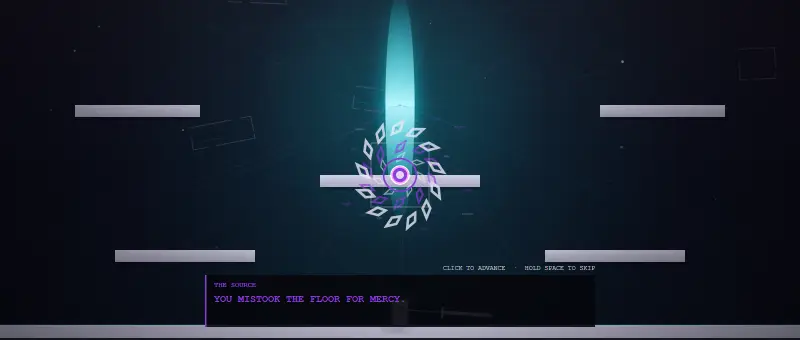 CLICK TO ADVANCE · HOLD SPACE TO SKIP
THE SOURCE
YOU MISTOOK THE FLOOR FOR MERCY.